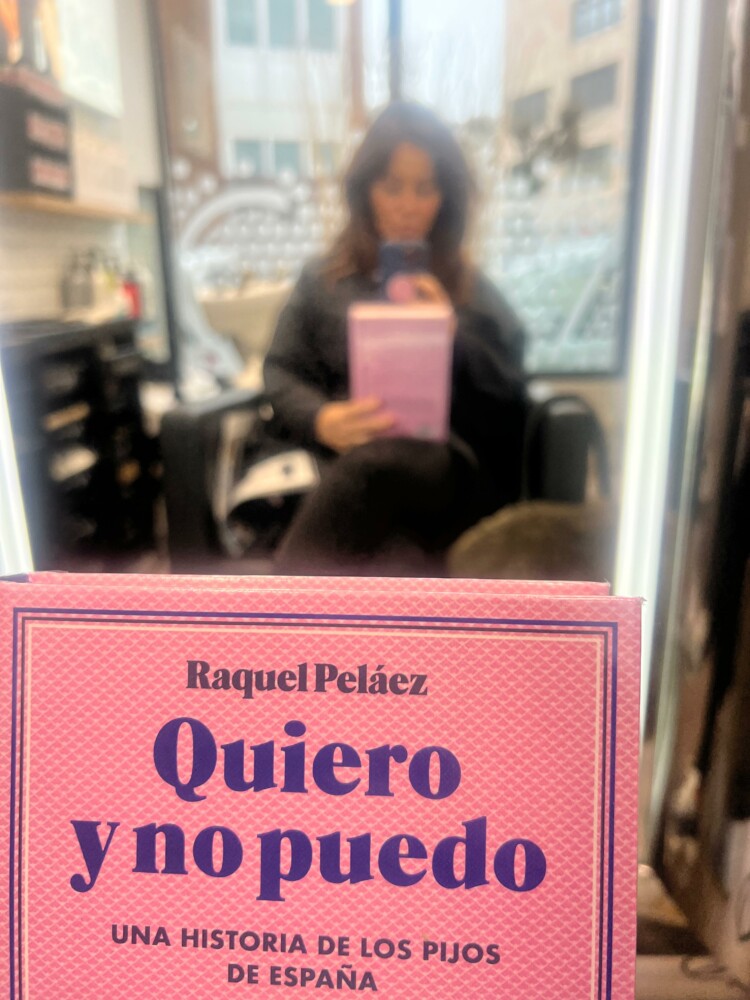 Raquel Peláez
Quiero
y no puedo
UNA HISTORIA DE LOS PIJOS
DE ESPAÑA